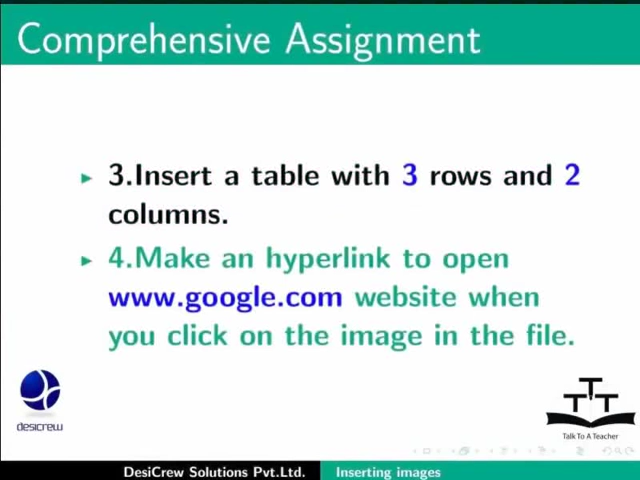 Comprehensive Assignment
3.Insert a table with 3 rows and 2
columns.
4.Make an hyperlink to open
www.google.com website when
you click on the image in the file.
desicrew
TTT
Talk To A Teacher
DesiCrew Solutions Pvt.Ltd.
Inserting images